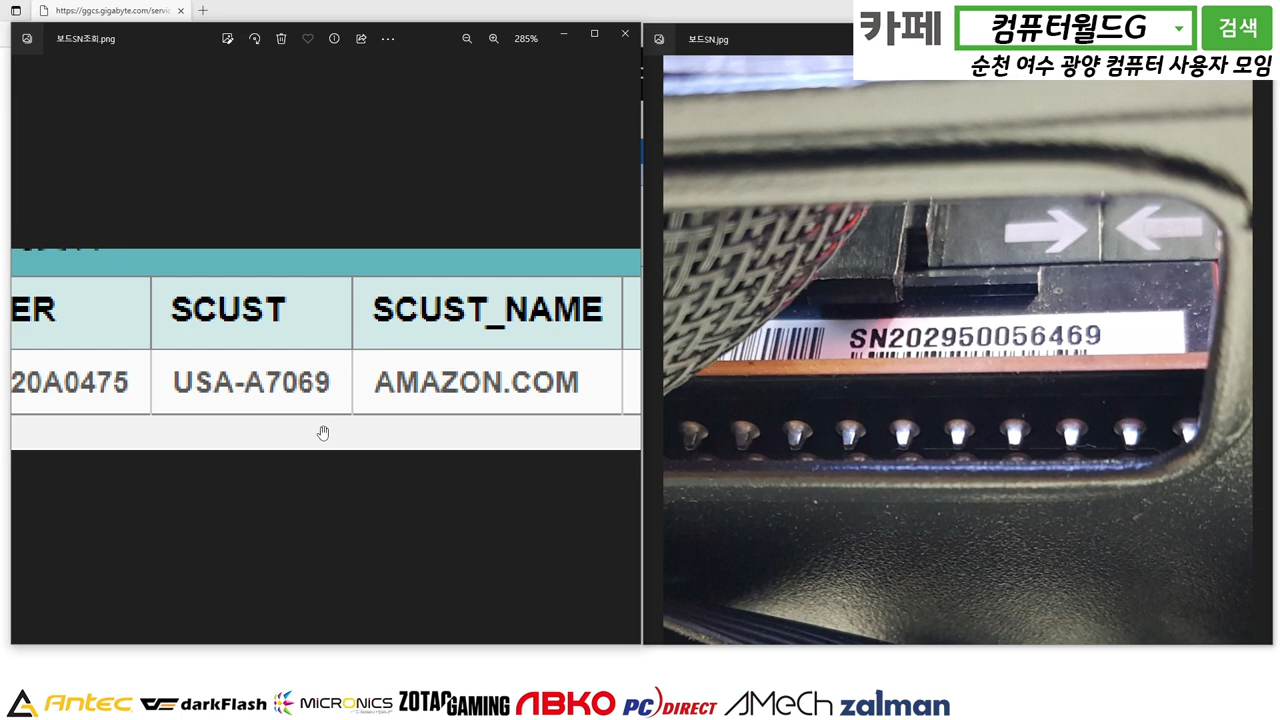 https://ggcs.gigabyte.com/servic
보드SN조회.png
285%
ER
SCUST
SCUST_NAME
20A0475
USA-A7069
AMAZON.COM
보드SN.jpg
SN202950056469
카페
컴퓨터월드G
검색
순천 여수 광양 컴퓨터 사용자 모임
Antec
darkFlash
MICRONICS
ZOTAC GAMING
ABKO
PC DIRECT
AMech
zalman